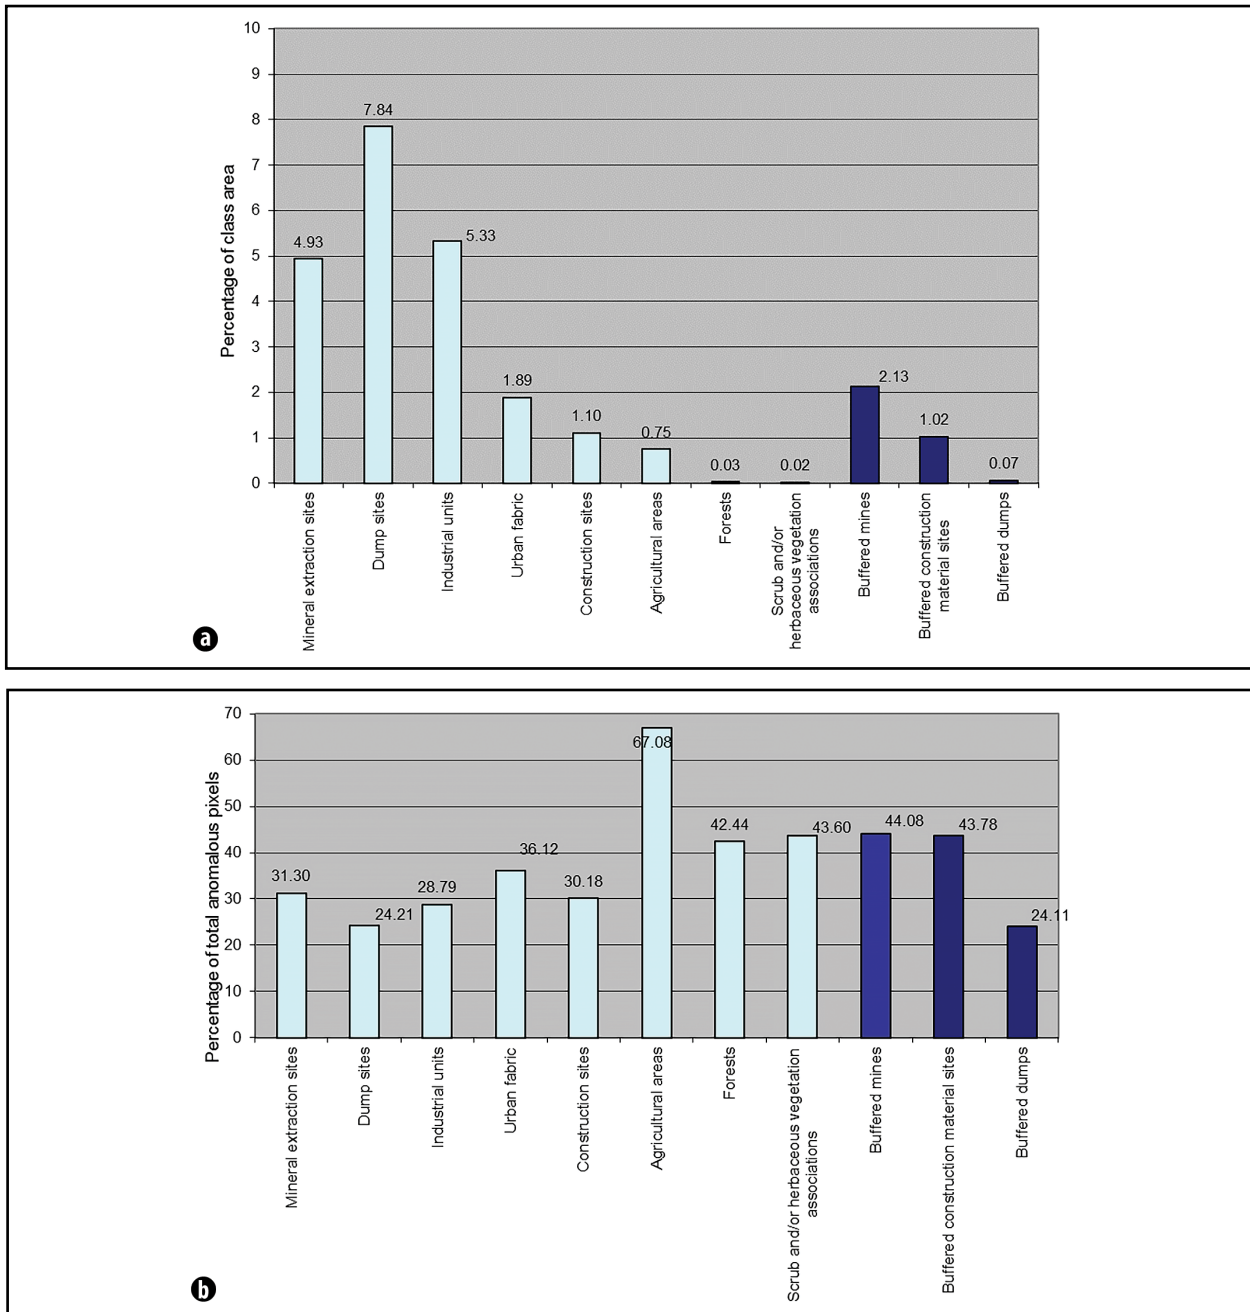 Percentage of class area
10
9
8
7
6
5
4
3
2
1
0
4.93
7.84
5.33
1.89
1.10
0.75
0.03
0.02
2.13
1.02
0.07
Mineral extraction sites
Dump sites
Industrial units
Urban fabric
Construction sites
Agricultural areas
Forests
Scrub and/or
herbaceous vegetation
associations
Buffered mines
Buffered construction
material sites
Buffered dumps
a
Percentage of total anomalous pixels
70
60
50
40
30
20
10
0
31.30
24.21
28.79
36.12
30.18
67.08
42.44
43.60
44.08
43.78
24.11
Mineral extraction sites
Dump sites
Industrial units
Urban fabric
Construction sites
Agricultural areas
Forests
Scrub and/or herbaceous vegetation
associations
Buffered mines
Buffered construction material sites
Buffered dumps
b